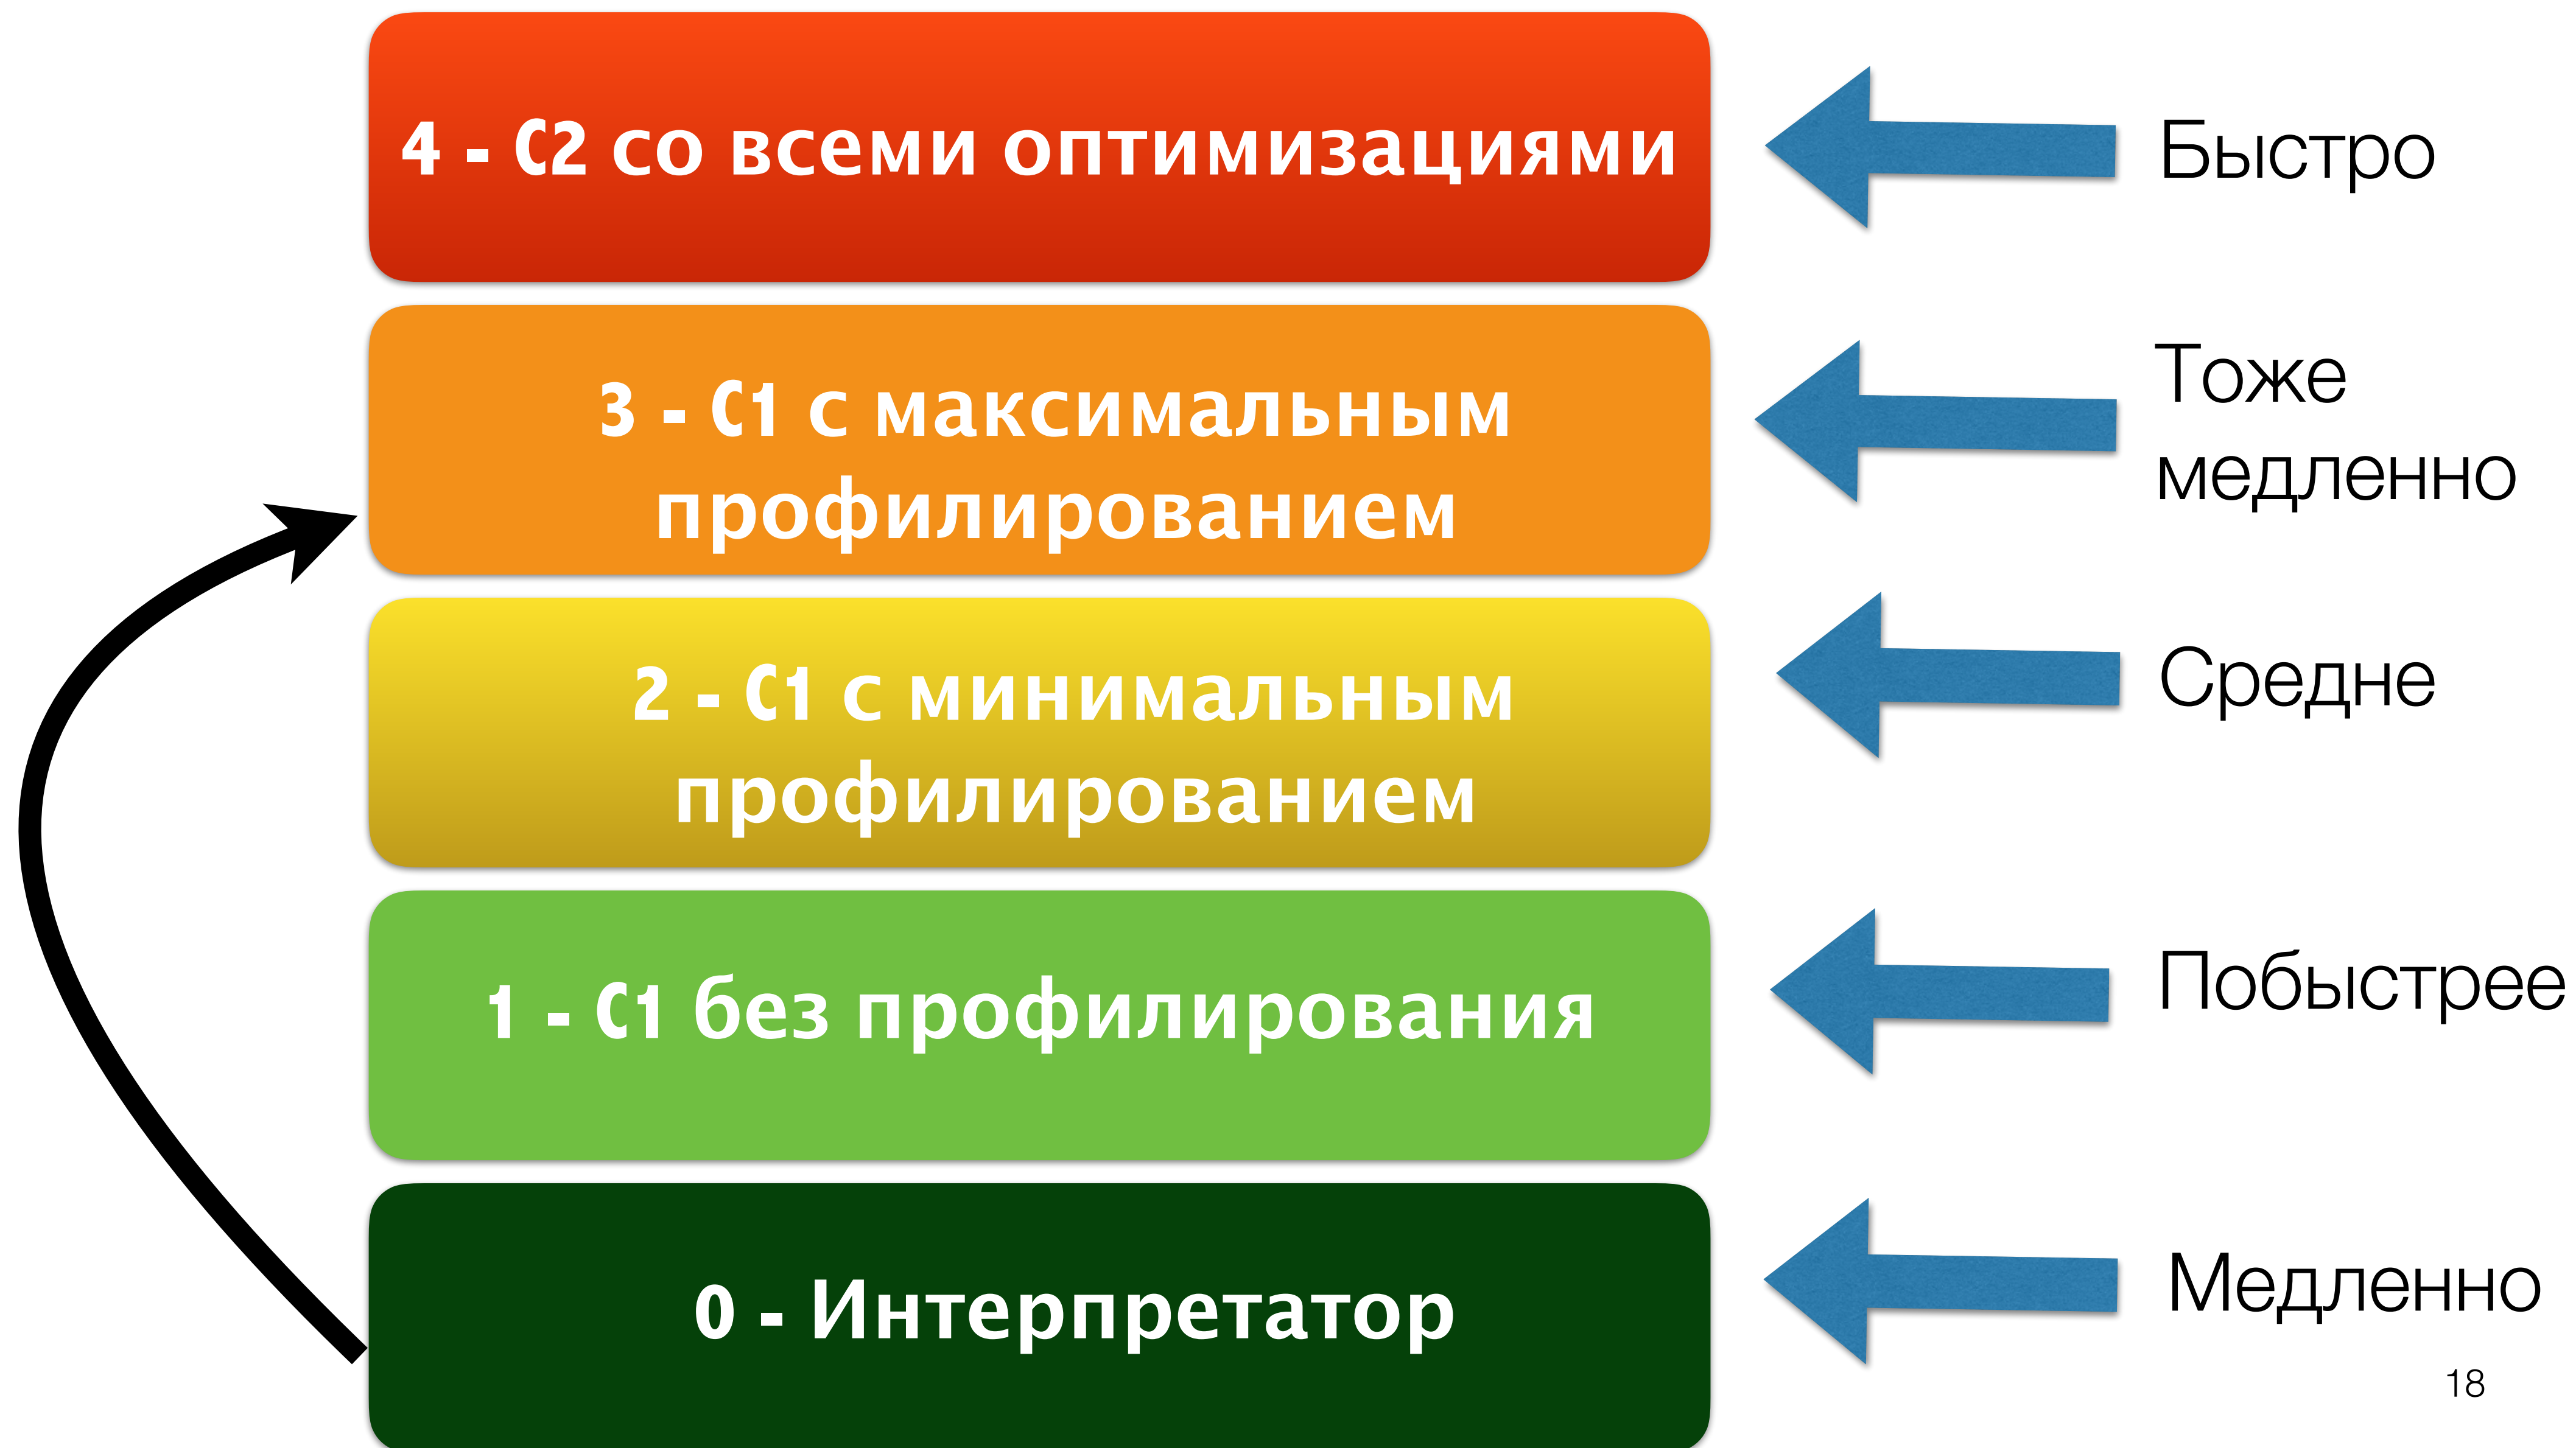 4 - C2 со всеми оптимизациями
Быстро
3 - C1 с максимальным
профилированием
Тоже
медленно
2 - C1 с минимальным
профилированием
Средне
1 - C1 без профилирования
Побыстрее
0 - Интерпретатор
Медленно
18